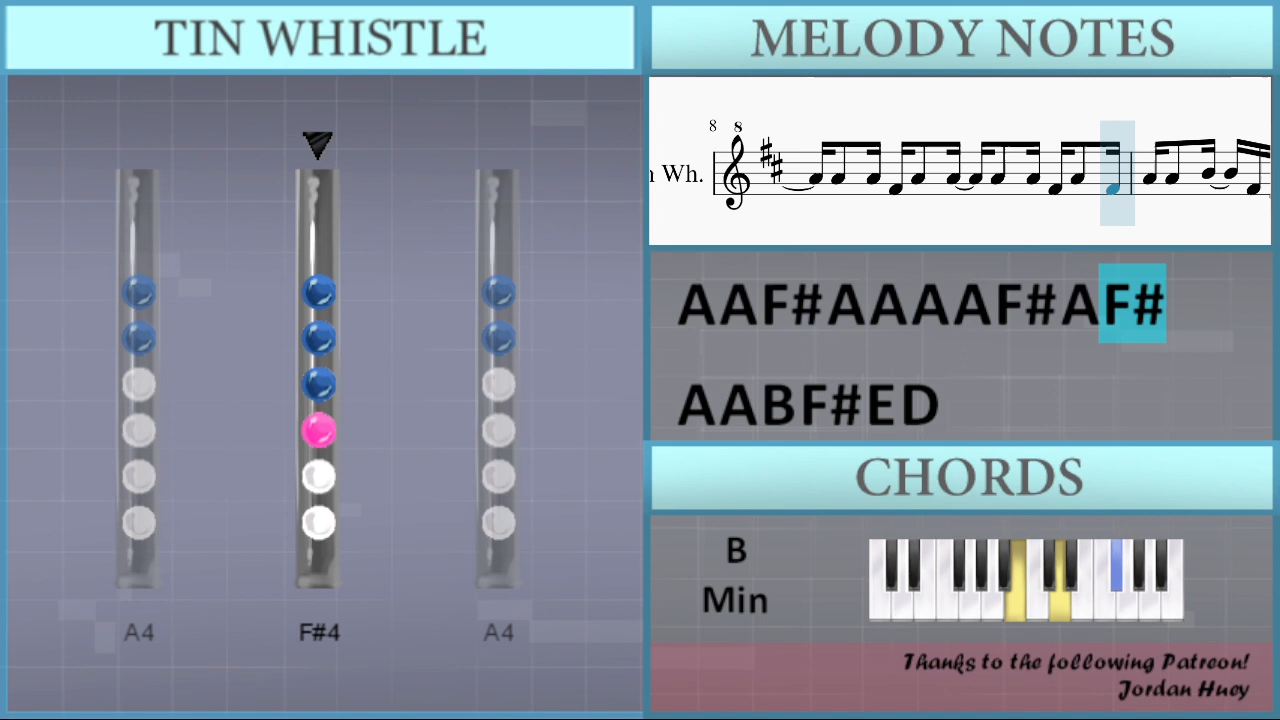 TIN WHISTLE
A4
F#4
A4
MELODY NOTES
8
8
Wh.
AAF#AAAAAF#AF#
AABF#ED
CHORDS
B
Min
Thanks to the following Patreon!
Jordan Huey